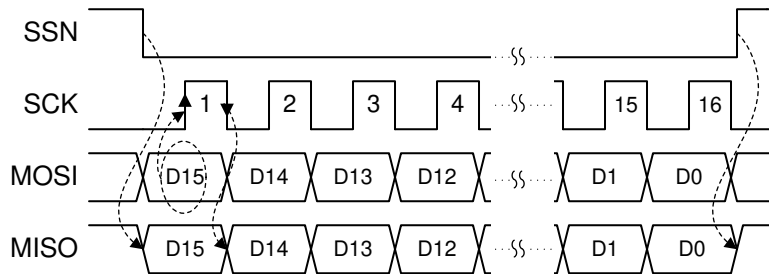 SSN
SCK 1 2 3 4 15 16
MOSI D15 D14 D13 D12 D1 D0
MISO D15 D14 D13 D12 D1 D0